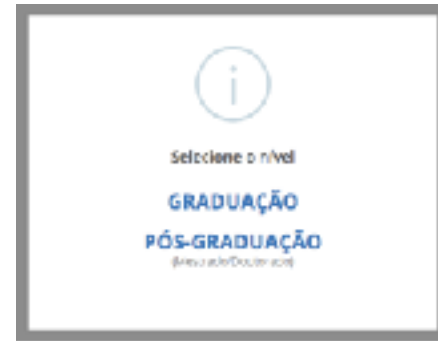 Selecione o nível
GRADUAÇÃO
PÓS-GRADUAÇÃO
(Mestrado/Doutorado)